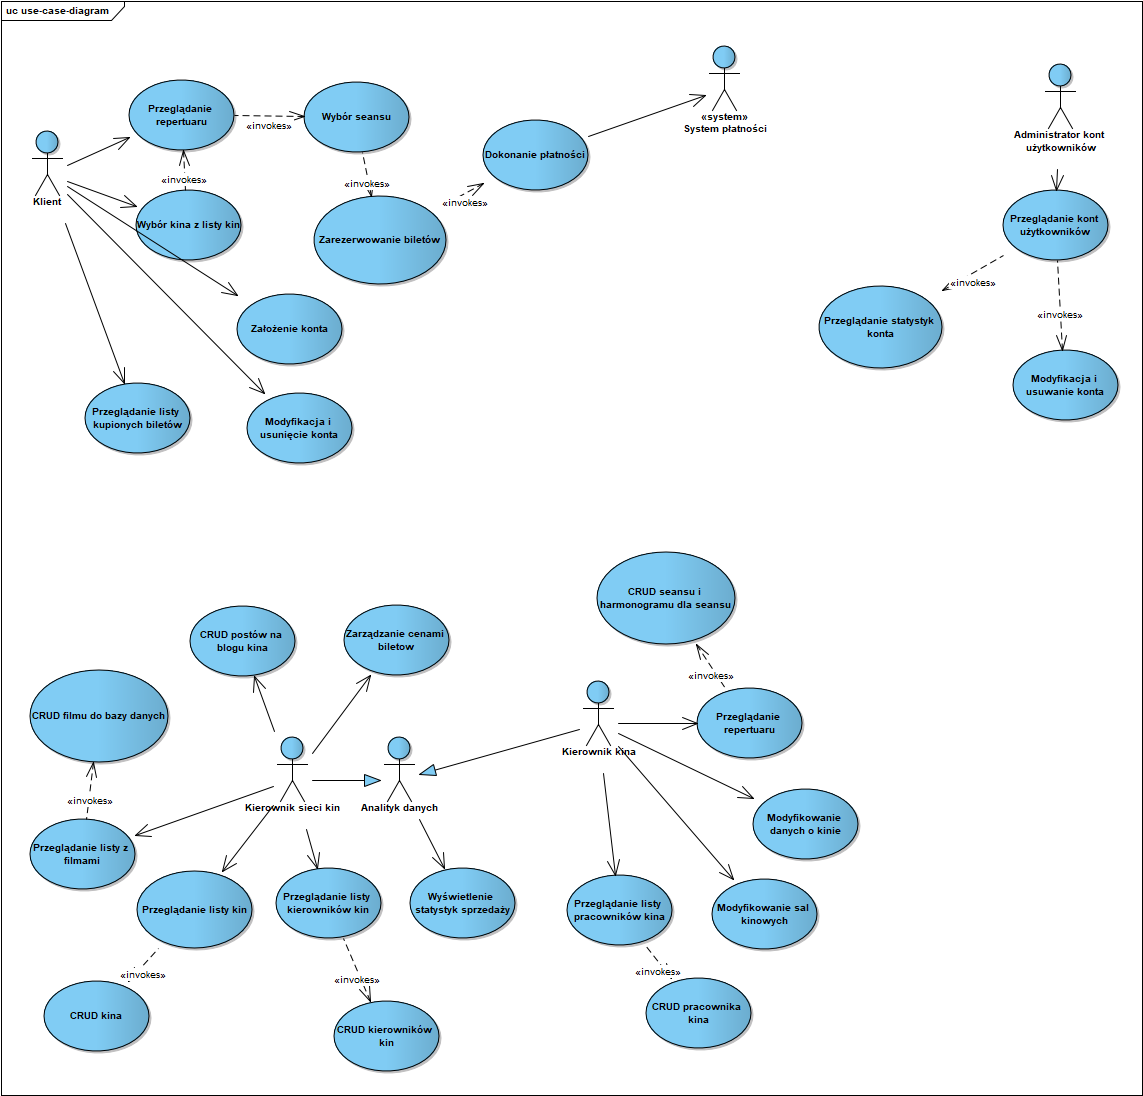 uc use-case-diagram
Przeglądanie
repertuaru
«invokes»
Wybór seansu
Klient
«invokes»
Wybór kina z listy kin
«invokes»
Zarezerwowanie biletów
«invokes»
Dokonanie płatności
«system»
System płatności
Administrator kont
użytkowników
Przeglądanie kont
użytkowników
«invokes»
Przeglądanie statystyk
konta
«invokes»
Modyfikacja i
usuwanie konta
Założenie konta
Przeglądanie listy
kupionych biletów
Modyfikacja i
usunięcie konta
CRUD seansu i
harmonogramu dla seansu
«invokes»
CRUD postów na
blogu kina
Zarządzanie cenami
biletow
CRUD filmu do bazy danych
Przeglądanie
repertuaru
Kierownik kina
«invokes»
Kierownik sieci kin
Analityk danych
Przeglądanie listy z
filmami
Modyfikowanie
danych o kinie
Przeglądanie listy kin
Przeglądanie listy
kierowników kin
Wyświetlenie
statystyk sprzedaży
Przeglądanie listy
pracowników kina
Modyfikowanie sal
kinowych
«invokes»
«invokes»
«invokes»
CRUD kina
CRUD kierowników
kin
CRUD pracownika
kina